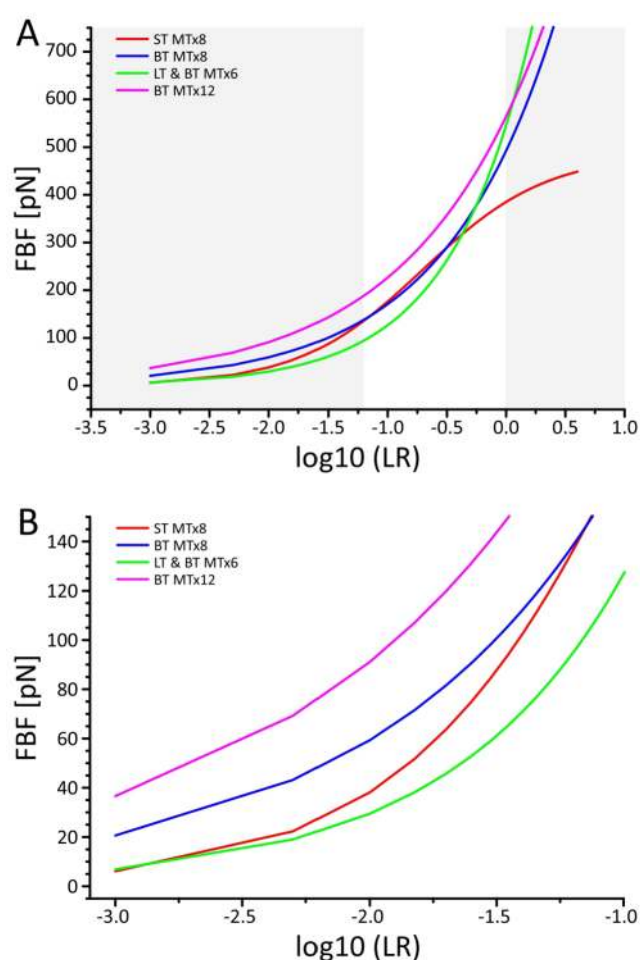 A
ST MTx8
BT MTx8
LT & BT MTx6
BT MTx12
FBF [pN]
700
600
500
400
300
200
100
0
-3.5 -3.0 -2.5 -2.0 -1.5 -1.0 -0.5 0.0 0.5 1.0
log10 (LR)
B
ST MTx8
BT MTx8
LT & BT MTx6
BT MTx12
FBF [pN]
140
120
100
80
60
40
20
0
-3.0 -2.5 -2.0 -1.5 -1.0
log10 (LR)